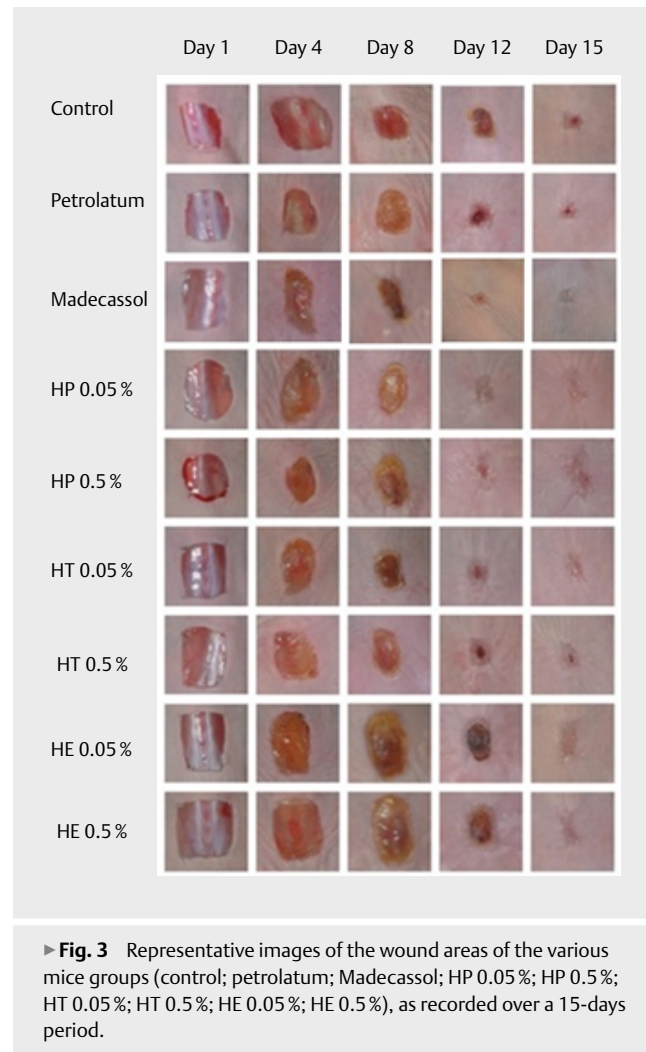 Day 1 Day 4 Day 8 Day 12 Day 15
Control
Petrolatum
Madecassol
HP 0.05 %
HP 0.5 %
HT 0.05 %
HT 0.5 %
HE 0.05 %
HE 0.5 %
▶ Fig. 3 Representative images of the wound areas of the various
mice groups (control; petrolatum; Madecassol; HP 0.05 %; HP 0.5 %;
HT 0.05 %; HT 0.5 %; HE 0.05 %; HE 0.5 %), as recorded over a 15-days
period.